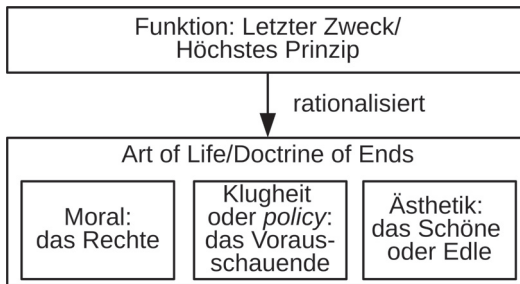 Funktion: Letzter Zweck/
Höchstes Prinzip
rationalisiert
Art of Life/Doctrine of Ends
Moral:
das Rechte
Klugheit
oder policy:
das Voraus-
schauende
Ästhetik:
das Schöne
oder Edle